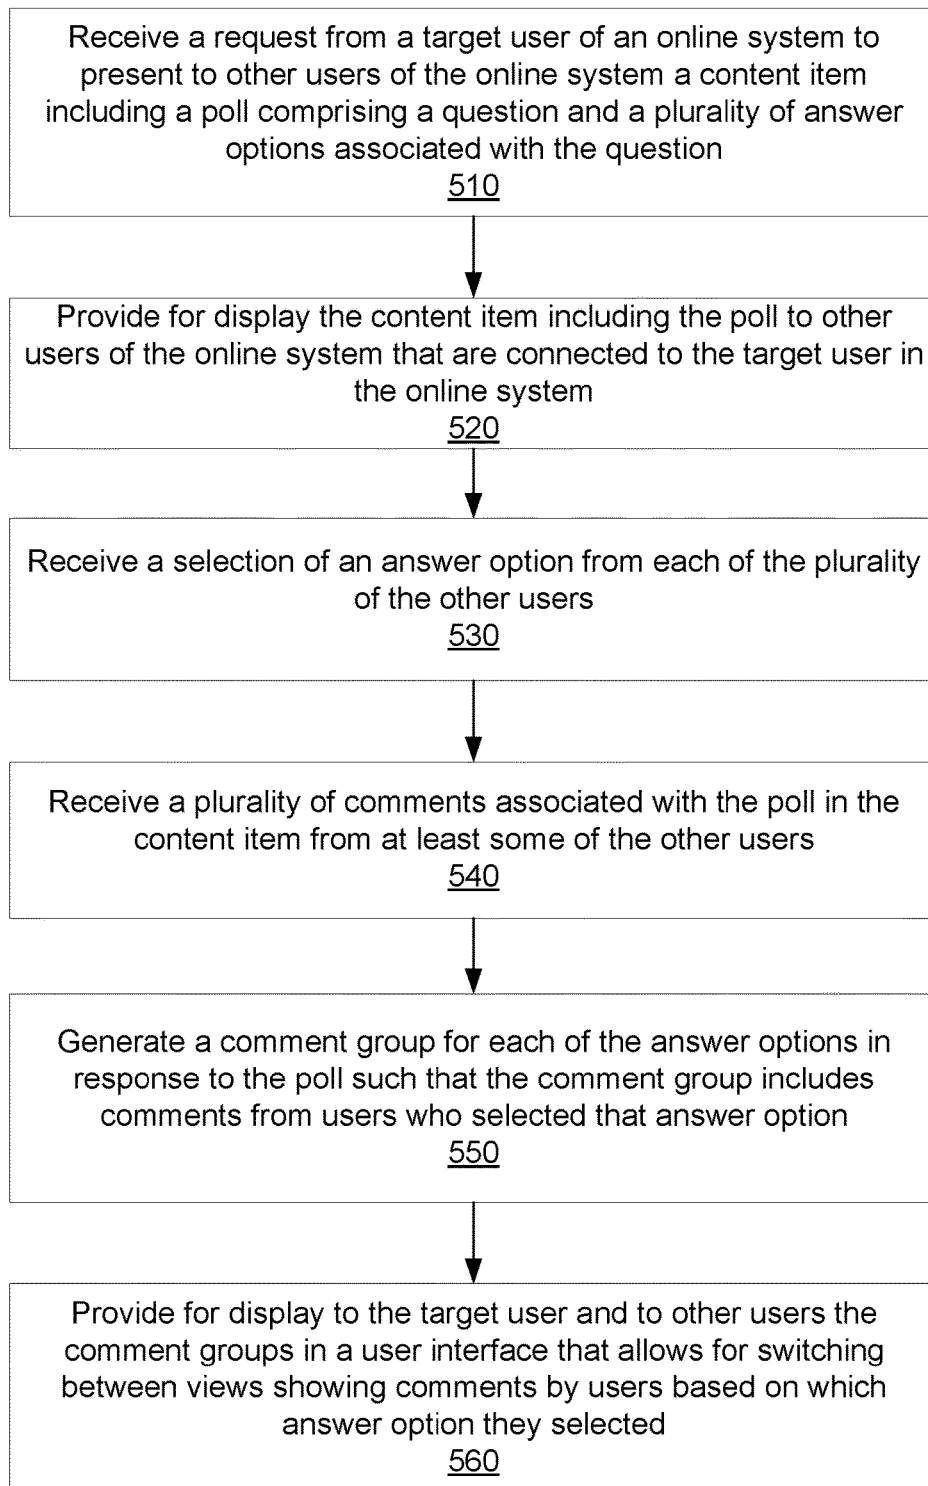 Receive a request from a target user of an online system to
present to other users of the online system a content item
including a poll comprising a question and a plurality of answer
options associated with the question
510
Provide for display the content item including the poll to other
users of the online system that are connected to the target user in
the online system
520
Receive a selection of an answer option from each of the plurality
of the other users
530
Receive a plurality of comments associated with the poll in the
content item from at least some of the other users
540
Generate a comment group for each of the answer options in
response to the poll such that the comment group includes
comments from users who selected that answer option
550
Provide for display to the target user and to other users the
comment groups in a user interface that allows for switching
between views showing comments by users based on which
answer option they selected
560